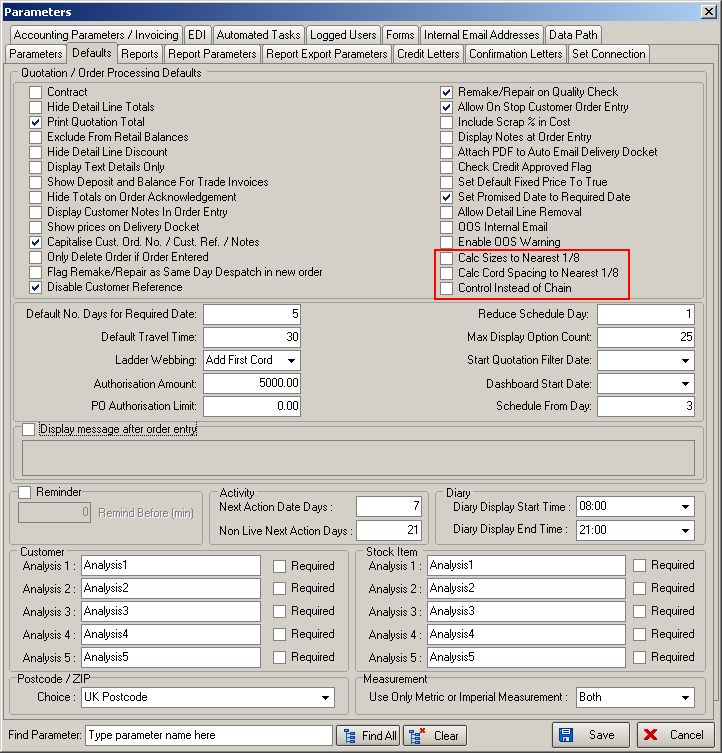 Parameters
Accounting Parameters / Invoicing EDI Automated Tasks Logged Users Forms Internal Email Addresses Data Path
Parameters Defaults Reports Report Parameters Report Export Parameters Credit Letters Confirmation Letters Set Connection
Quotation / Order Processing Defaults
Contract
Hide Detail Line Totals
Print Quotation Total
Exclude From Retail Balances
Hide Detail Line Discount
Display Text Details Only
Show Deposit and Balance For Trade Invoices
Hide Totals on Order Acknowledgement
Display Customer Notes In Order Entry
Show prices on Delivery Docket
Capitalise Cust. Ord. No. / Cust. Ref. / Notes
Only Delete Order if Order Entered
Flag Remake/Repair as Same Day Despatch in new order
Disable Customer Reference
Remake/Repair on Quality Check
Allow On Stop Customer Order Entry
Include Scrap % in Cost
Display Notes at Order Entry
Attach PDF to Auto Email Delivery Docket
Check Credit Approved Flag
Set Default Fixed Price To True
Set Promised Date to Required Date
Allow Detail Line Removal
OOS Internal Email
Enable OOS Warning
Calc Sizes to Nearest 1/8
Calc Cord Spacing to Nearest 1/8
Control Instead of Chain
Default No. Days for Required Date: 5
Default Travel Time: 30
Ladder Webbing: Add First Cord
Authorisation Amount: 5000.00
PO Authorisation Limit: 0.00
Reduce Schedule Day: 1
Max Display Option Count: 25
Start Quotation Filter Date:
Dashboard Start Date:
Schedule From Day: 3
Display message after order entry
Reminder
0 Remind Before (min)
Activity
Next Action Date Days : 7
Non Live Next Action Days : 21
Diary
Diary Display Start Time : 08:00
Diary Display End Time : 21:00
Customer
Analysis 1 : Analysis1 Required
Analysis 2 : Analysis2 Required
Analysis 3 : Analysis3 Required
Analysis 4 : Analysis4 Required
Analysis 5 : Analysis5 Required
Stock Item
Analysis 1 : Analysis1 Required
Analysis 2 : Analysis2 Required
Analysis 3 : Analysis3 Required
Analysis 4 : Analysis4 Required
Analysis 5 : Analysis5 Required
Postcode / ZIP
Choice : UK Postcode
Measurement
Use Only Metric or Imperial Measurement : Both
Find Parameter: Type parameter name here Find All Clear Save Cancel